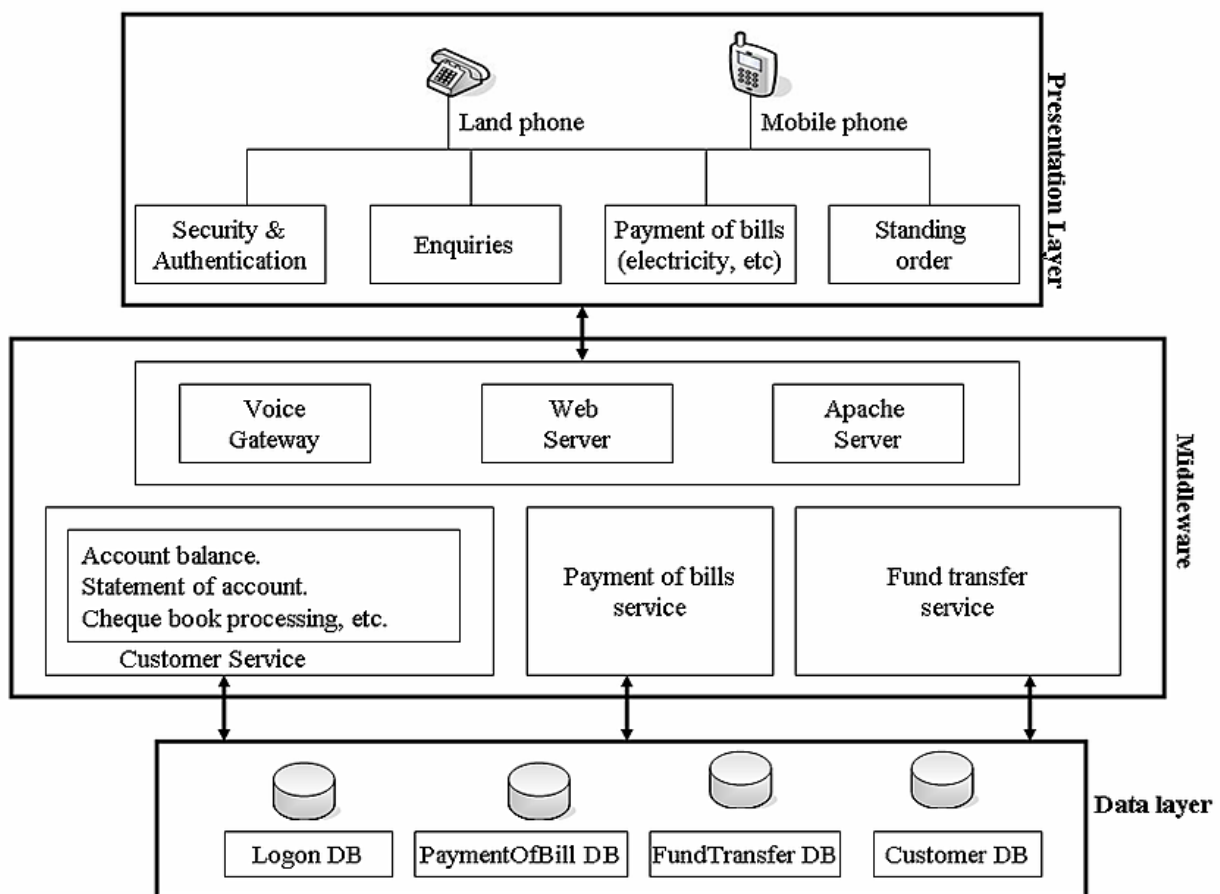 Land phone
Mobile phone
Security &
Authentication
Enquiries
Payment of bills
(electricity, etc)
Standing
order
Presentation Layer
Voice
Gateway
Web
Server
Apache
Server
Middleware
Account balance.
Statement of account.
Cheque book processing, etc.
Customer Service
Payment of bills
service
Fund transfer
service
Logon DB
PaymentOfBill DB
FundTransfer DB
Customer DB
Data layer